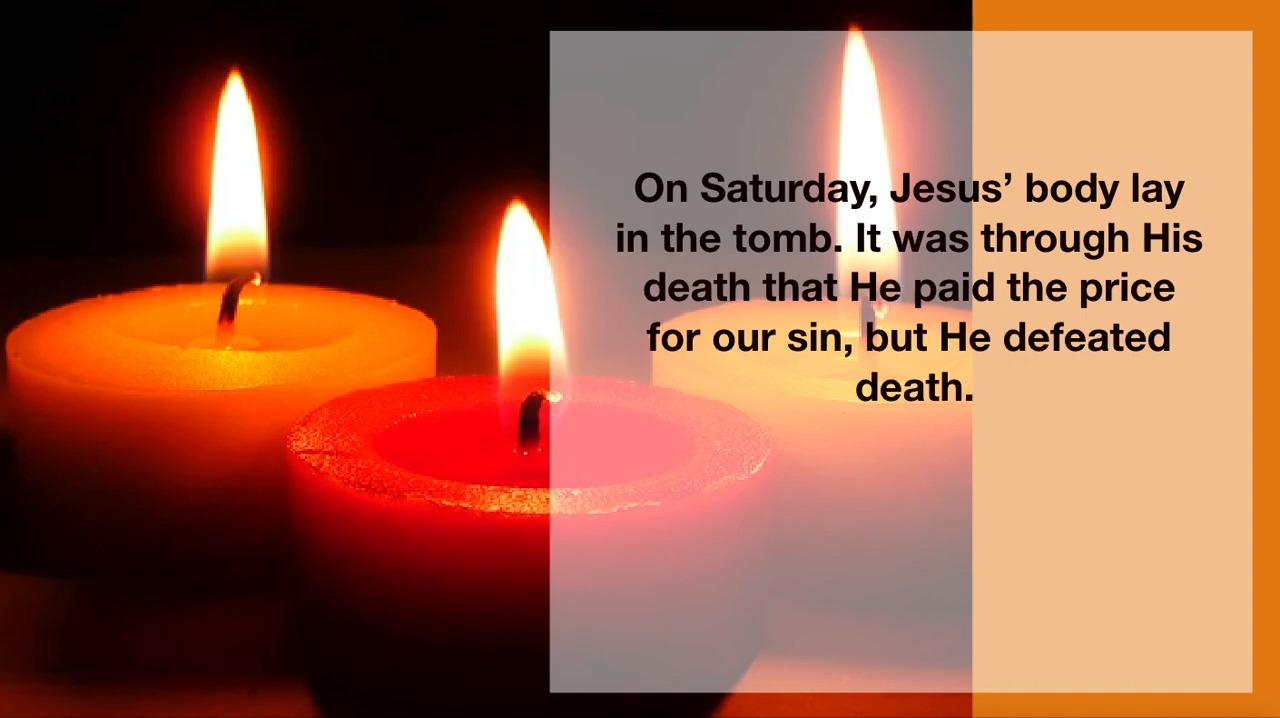 On Saturday, Jesus’ body lay
in the tomb. It was through His
death that He paid the price
for our sin, but He defeated
death.